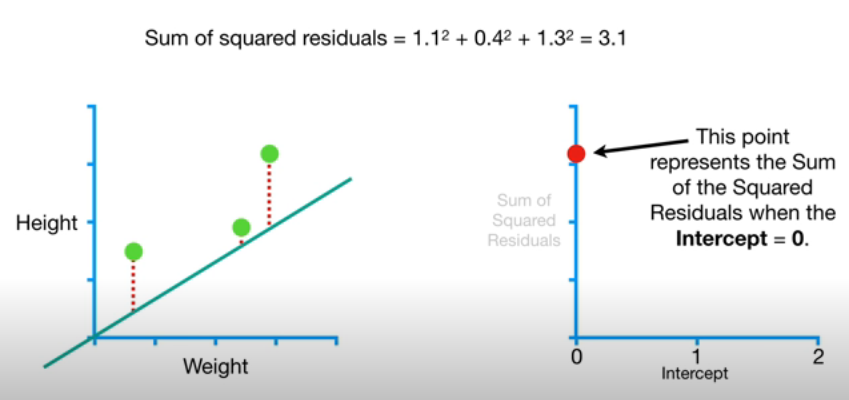 Sum of squared residuals = 1.1² + 0.4² + 1.3² = 3.1
Height
Weight
Sum of
Squared
Residuals
This point
represents the Sum
of the Squared
Residuals when the
Intercept = 0.
0
1
2
Intercept